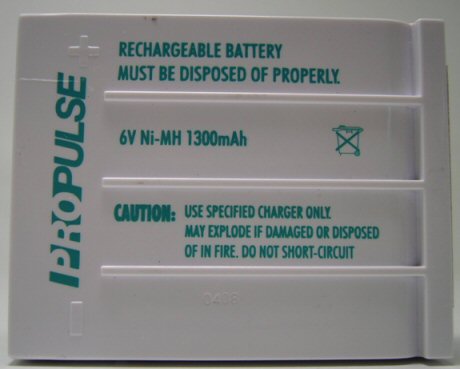 PROPULSE
RECHARGEABLE BATTERY
MUST BE DISPOSED OF PROPERLY.
6V Ni-MH 1300mAh
CAUTION: USE SPECIFIED CHARGER ONLY.
MAY EXPLODE IF DAMAGED OR DISPOSED
OF IN FIRE. DO NOT SHORT-CIRCUIT
0408